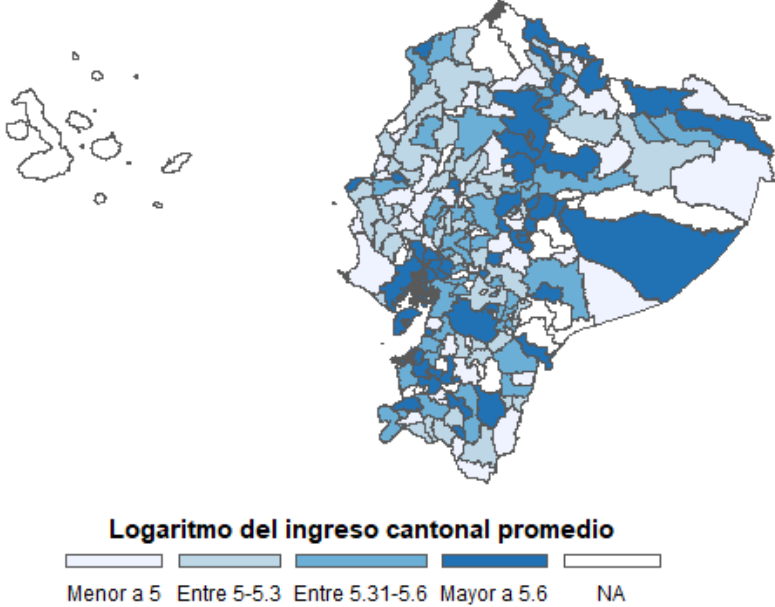 Logaritmo del ingreso cantonal promedio
Menor a 5 Entre 5-5.3 Entre 5.31-5.6 Mayor a 5.6 NA